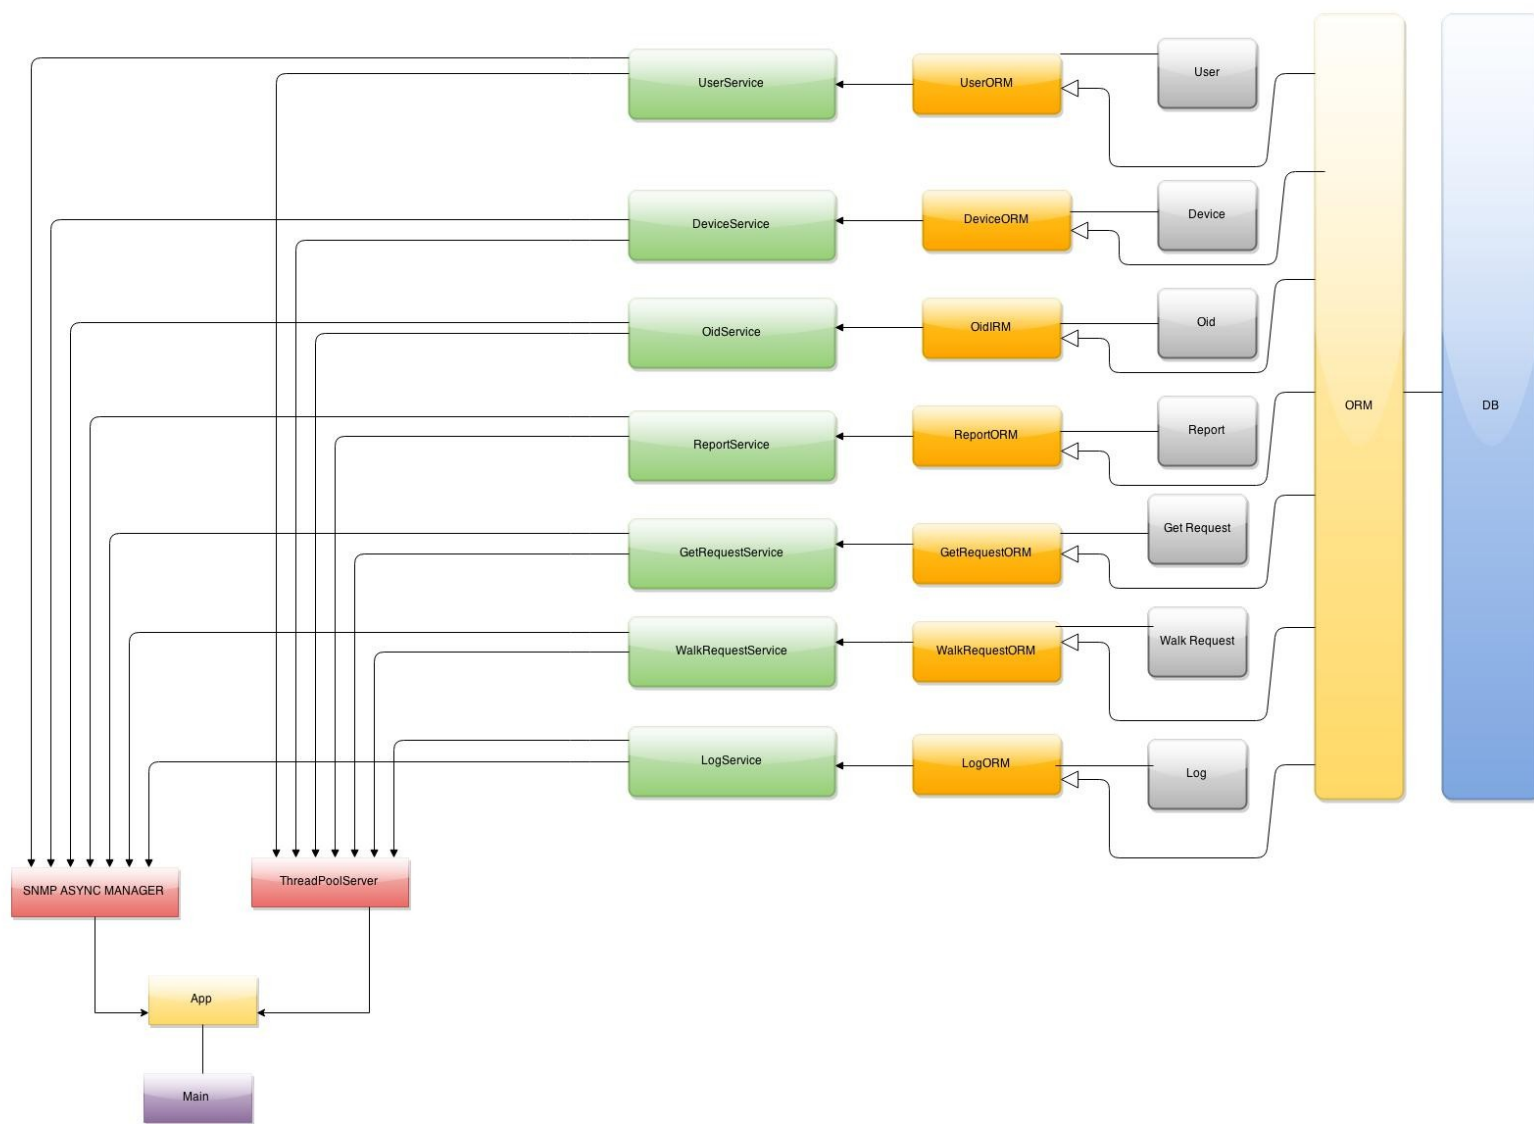 User
UserService
UserORM
Device
DeviceService
DeviceORM
Oid
OidService
OidIRM
ORM
DB
Report
ReportService
ReportORM
Get Request
GetRequestService
GetRequestORM
Walk Request
WalkRequestService
WalkRequestORM
LogService
LogORM
Log
SNMP ASYNC MANAGER
ThreadPoolServer
App
Main